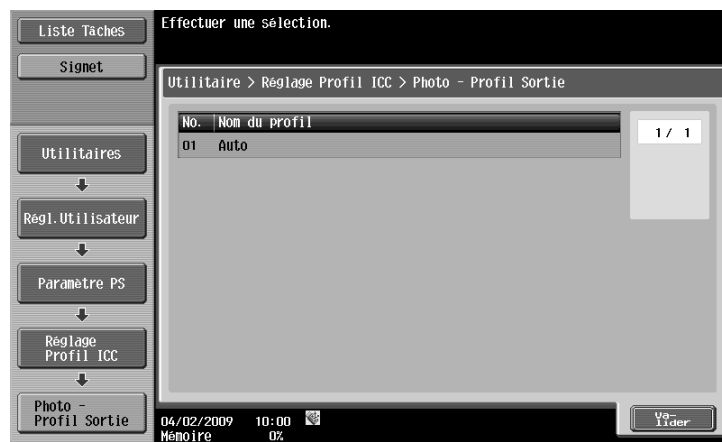 Liste Tâches
Effectuer une sélection.
Signet
Utilitaire > Réglage Profil ICC > Photo - Profil Sortie
No. Nom du profil
1/ 1
01 Auto
Utilitaires
Régl.Utilisateur
Paramètre PS
Réglage
Profil ICC
Photo -
Profil Sortie
04/02/2009 10:00
Mémoire 0%
Va-
lider